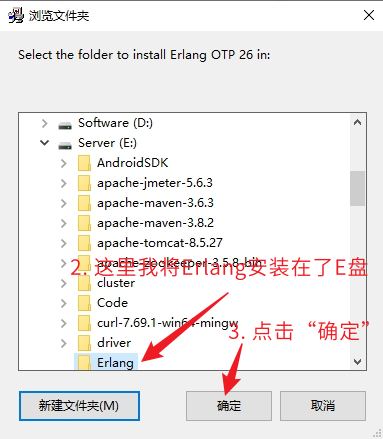 浏览文件夹
Select the folder to install Erlang OTP 26 in:
Software (D:)
Server (E:)
AndroidSDK
apache-jmeter-5.6.3
apache-maven-3.6.3
apache-maven-3.8.2
apache-tomcat-8.5.27
apache-zookeeper-3.5.8-bin
2. 这里我将Erlang安装在了E盘
cluster
Code
curl-7.69.1-win64-mingw
3. 点击“确定”
driver
Erlang
新建文件夹(M)
确定
取消